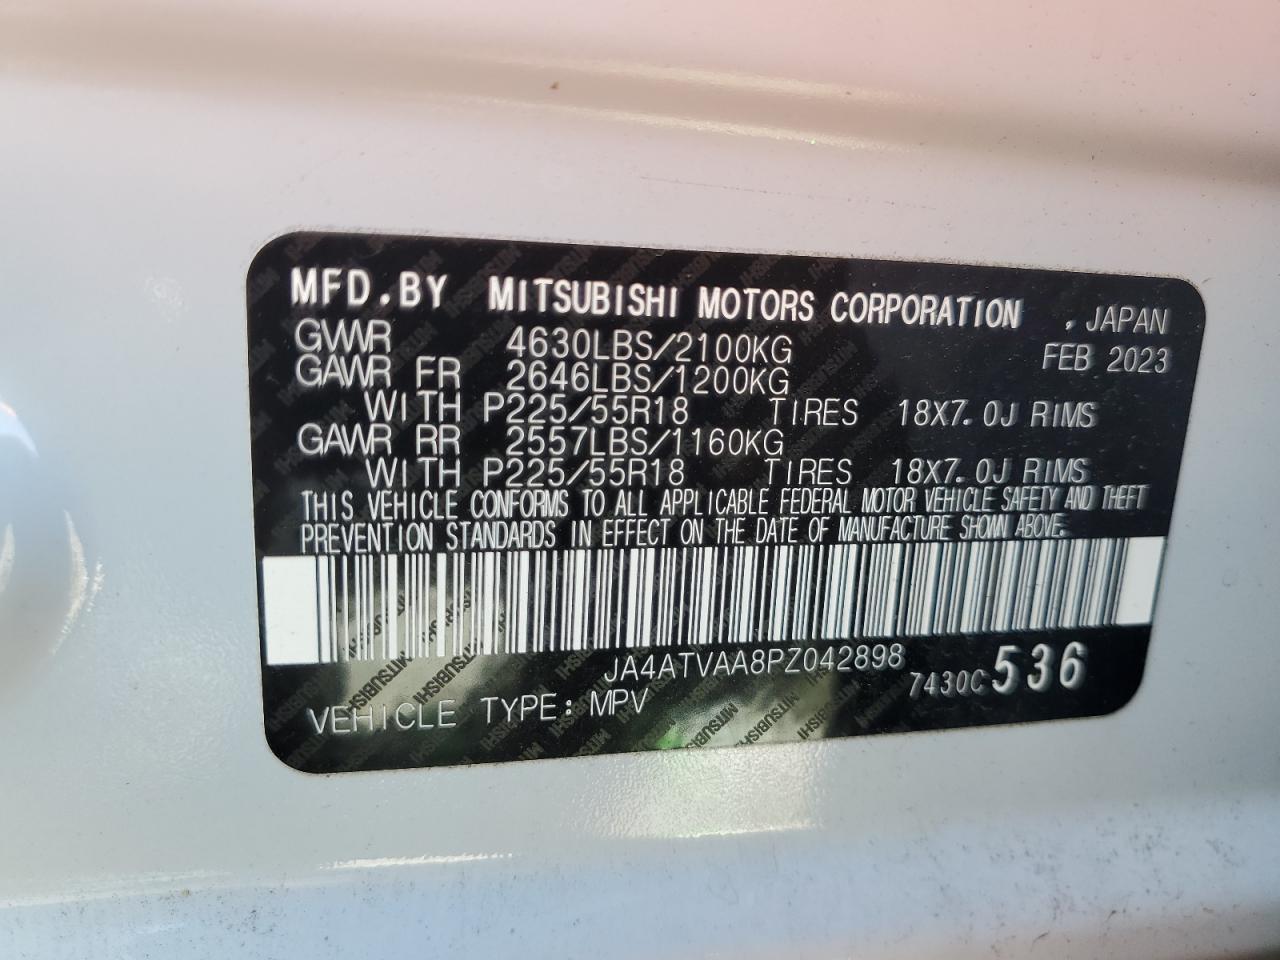 MFD.BY MITSUBISHI MOTORS CORPORATION , JAPAN
GVWR 4630LBS/2100KG FEB 2023
GAWR FR 2646LBS/1200KG
WITH P225/55R18 TIRES 18X7.0J RIMS
GAWR RR 2557LBS/1160KG
WITH P225/55R18 TIRES 18X7.0J RIMS
THIS VEHICLE CONFORMS TO ALL APPLICABLE FEDERAL MOTOR VEHICLE SAFETY AND THEFT
PREVENTION STANDARDS IN EFFECT ON THE DATE OF MANUFACTURE SHOWN ABOVE.
JA4ATVAA8PZ042898 7430C 536
VEHICLE TYPE: MPV